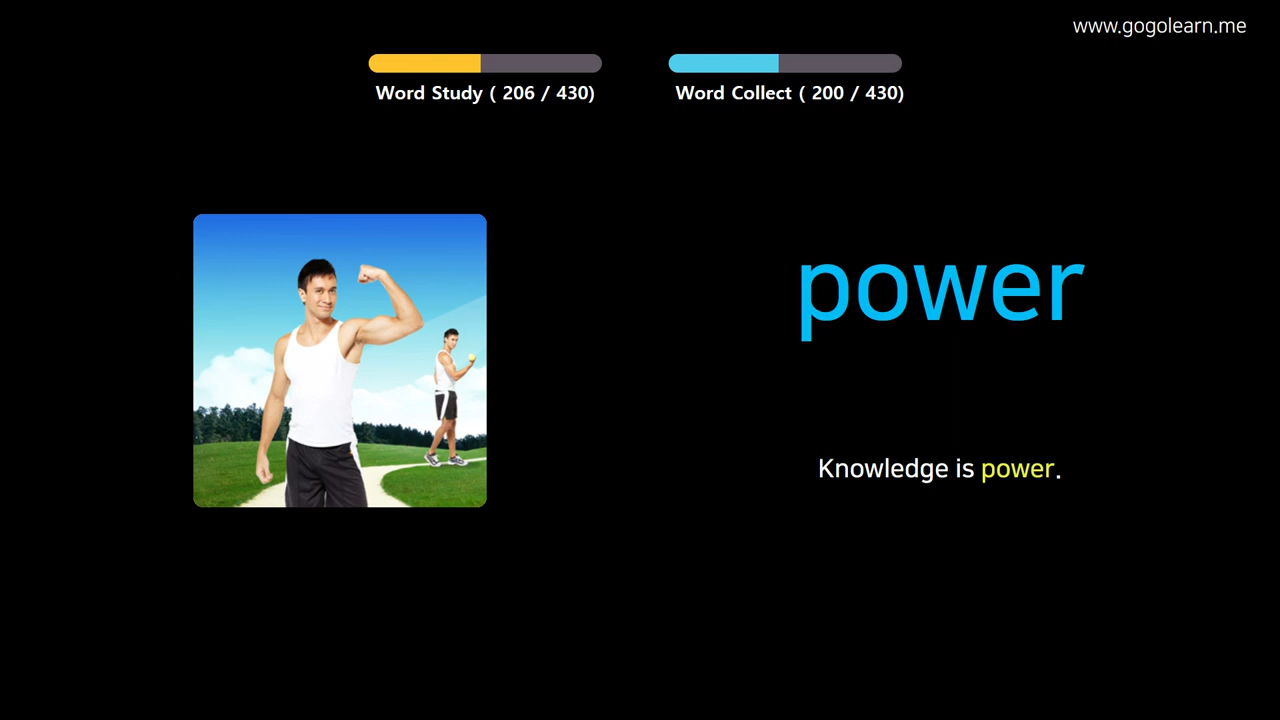 www.gogolearn.me
Word Study ( 206 / 430)
Word Collect ( 200 / 430)
power
Knowledge is power.